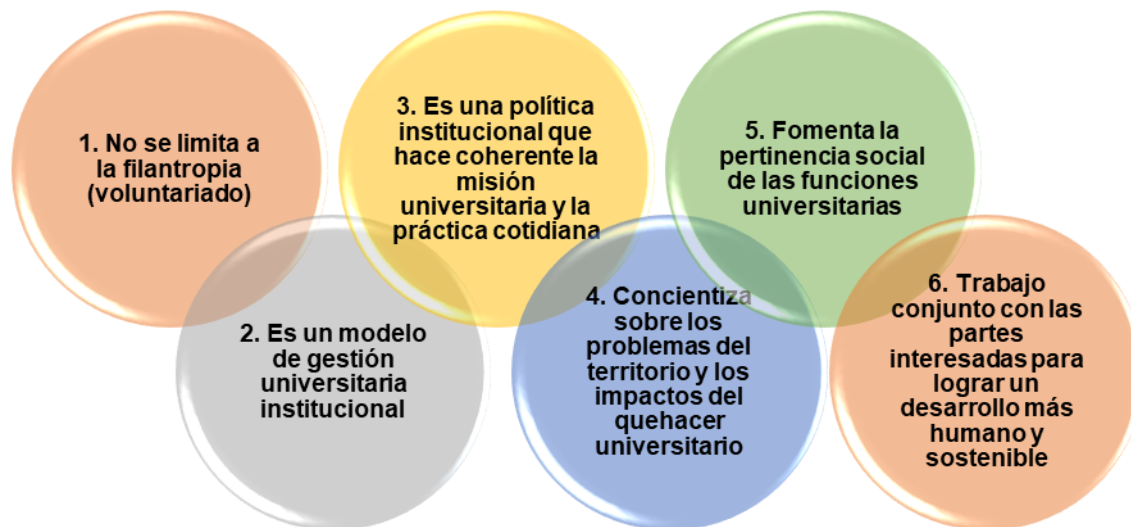 1. No se limita a
la filantropia
(voluntariado)
2. Es un modelo
de gestión
universitaria
institucional
3. Es una política
institucional que
hace coherente la
misión
universitaria y la
práctica cotidiana
4. Concientiza
sobre los
problemas del
territorio y los
impactos del
quehacer
universitario
5. Fomenta la
pertinencia social
de las funciones
universitarias
6. Trabajo
conjunto con las
partes
interesadas para
lograr un
desarrollo más
humano y
sostenible